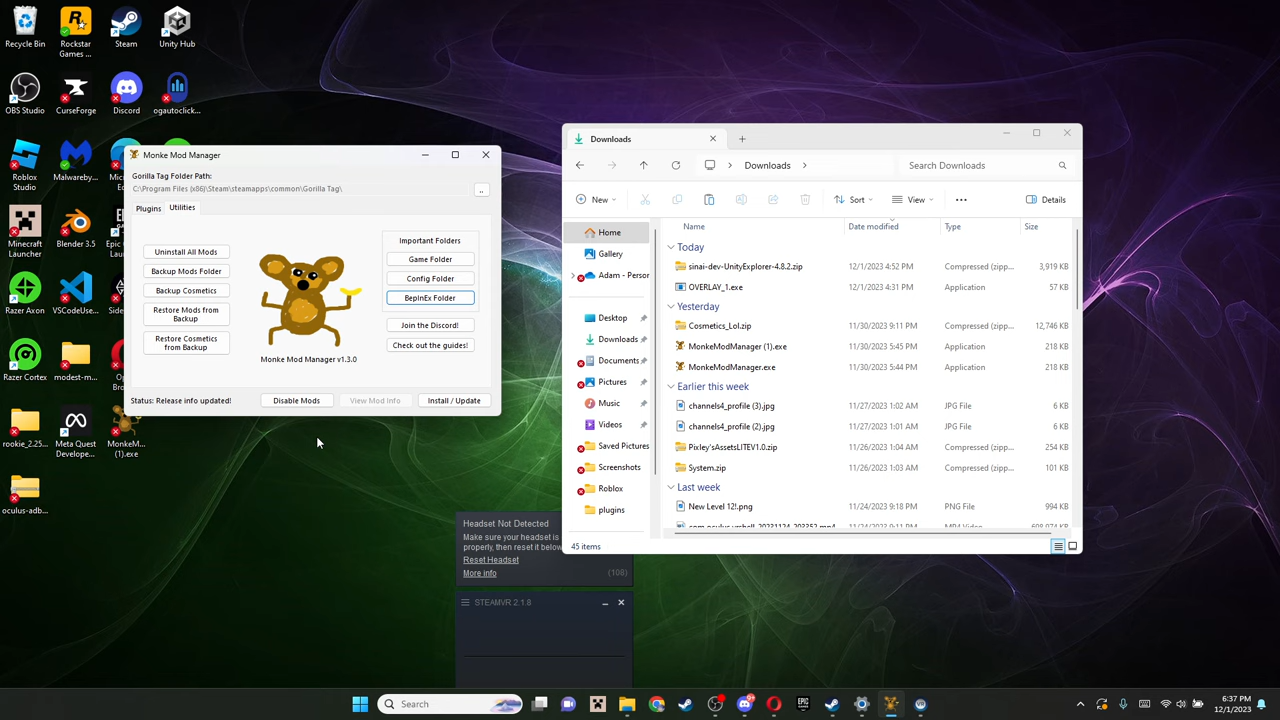 Recycle Bin
Rockstar
Games ...
Steam
Unity Hub
OBS Studio
CurseForge
Discord
ogautoclick...
Roblox
Studio
Malwareby...
Minecraft
Launcher
Blender 3.5
Epic
Razer Axon
VSCodeUse...
Razer Cortex
modest-m...
rookie_2.25...
Meta Quest
Develope...
MonkeM...
(1).exe
oculus-adb...
Monke Mod Manager
Gorilla Tag Folder Path:
C:\Program Files (x86)\Steam\steamapps\common\Gorilla Tag\
..
Plugins
Utilities
Uninstall All Mods
Backup Mods Folder
Backup Cosmetics
Restore Mods from
Backup
Restore Cosmetics
from Backup
Monke Mod Manager v1.3.0
Important Folders
Game Folder
Config Folder
BepInEx Folder
Join the Discord!
Check out the guides!
Status: Release info updated!
Disable Mods
View Mod Info
Install / Update
Headset Not Detected
Make sure your headset is
properly, then reset it below
Reset Headset
More info
(108)
STEAMVR 2.1.8
Downloads
Downloads
Search Downloads
New
Sort
View
Details
Home
Gallery
Adam - Person
Desktop
Downloads
Documents
Pictures
Music
Videos
Saved Pictures
Screenshots
Roblox
plugins
Name
Date modified
Type
Size
Today
sinai-dev-UnityExplorer-4.8.2.zip 12/1/2023 4:52 PM Compressed (zipp... 3,919 KB
OVERLAY_1.exe 12/1/2023 4:31 PM Application 57 KB
Yesterday
Cosmetics_Lol.zip 11/30/2023 9:11 PM Compressed (zipp... 12,746 KB
MonkeModManager (1).exe 11/30/2023 5:45 PM Application 218 KB
MonkeModManager.exe 11/30/2023 5:44 PM Application 218 KB
Earlier this week
channels4_profile (3).jpg 11/27/2023 1:02 AM JPG File 6 KB
channels4_profile (2).jpg 11/27/2023 1:01 AM JPG File 6 KB
Pixley'sAssetsLITEV1.0.zip 11/26/2023 1:04 AM Compressed (zipp... 254 KB
System.zip 11/26/2023 1:03 AM Compressed (zipp... 101 KB
Last week
New Level 12!.png 11/24/2023 9:18 PM PNG File 994 KB
45 items
Search
6:37 PM
12/1/2023